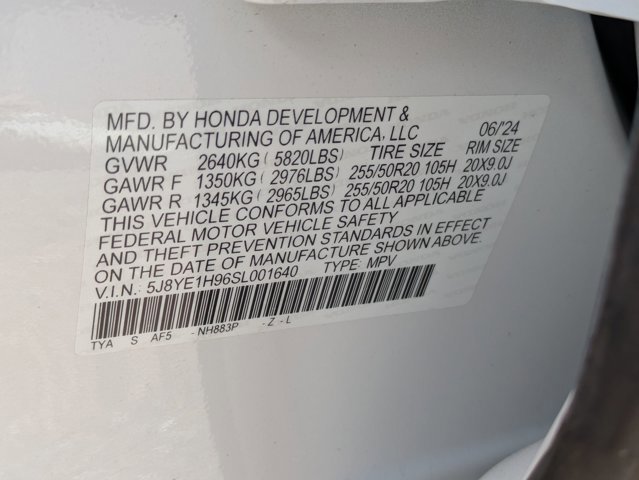 MFD. BY HONDA DEVELOPMENT &
MANUFACTURING OF AMERICA, LLC 06/'24
GVWR 2640KG ( 5820LBS) TIRE SIZE RIM SIZE
GAWR F 1350KG ( 2976LBS) 255/50R20 105H 20X9.0J
GAWR R 1345KG ( 2965LBS) 255/50R20 105H 20X9.0J
THIS VEHICLE CONFORMS TO ALL APPLICABLE
FEDERAL MOTOR VEHICLE SAFETY
AND THEFT PREVENTION STANDARDS IN EFFECT
ON THE DATE OF MANUFACTURE SHOWN ABOVE.
V.I.N.: 5J8YE1H96SL001640 TYPE: MPV
TYA S AF5 - NH883P - Z - L